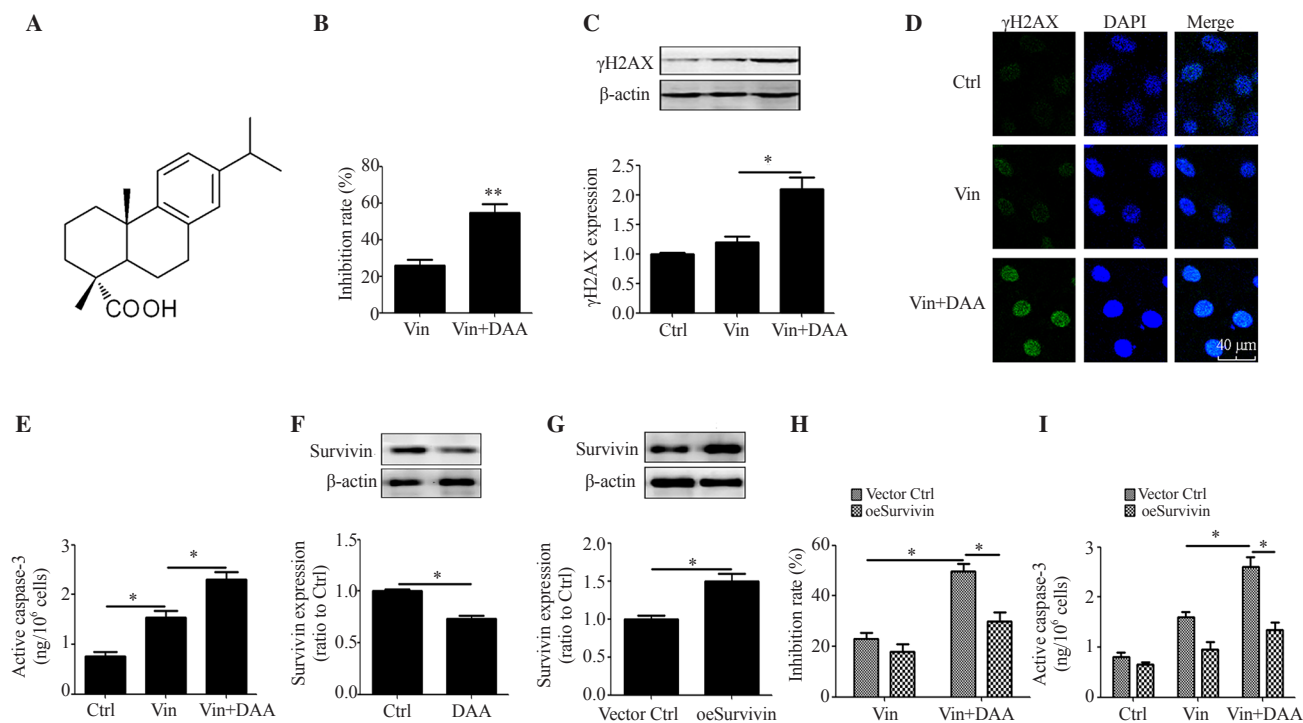 A
COOH
B
Inhibition rate (%)
80
60
40
20
0
**
Vin
Vin+DAA
C
γH2AX
β-actin
γH2AX expression
2.5
2.0
1.5
1.0
0.5
0.0
*
Ctrl
Vin
Vin+DAA
D
γH2AX
DAPI
Merge
Ctrl
Vin
Vin+DAA
40 μm
E
Active caspase-3
(ng/10⁶ cells)
3
2
1
0
*
*
Ctrl
Vin
Vin+DAA
F
Survivin
β-actin
Survivin expression
(ratio to Ctrl)
1.5
1.0
0.5
0.0
*
Ctrl
DAA
G
Survivin
β-actin
Survivin expression
(ratio to Ctrl)
2.0
1.5
1.0
0.5
0.0
*
Vector Ctrl
oeSurvivin
H
Vector Ctrl
oeSurvivin
Inhibition rate (%)
60
40
20
0
*
*
Vin
Vin+DAA
I
Vector Ctrl
oeSurvivin
Active caspase-3
(ng/10⁶ cells)
3
2
1
0
*
*
Ctrl
Vin
Vin+DAA